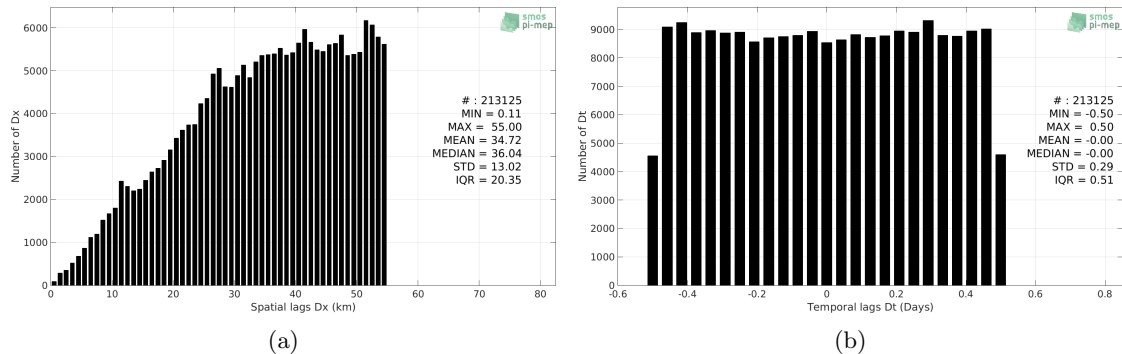 smos
pi-mep
6000
5000
4000
3000
2000
1000
0
Number of Dx
# : 213125
MIN = 0.11
MAX = 55.00
MEAN = 34.72
MEDIAN = 36.04
STD = 13.02
IQR = 20.35
0 10 20 30 40 50 60 70 80
Spatial lags Dx (km)
(a)
smos
pi-mep
9000
8000
7000
6000
5000
4000
3000
2000
1000
0
Number of Dt
# : 213125
MIN = -0.50
MAX = 0.50
MEAN = -0.00
MEDIAN = -0.00
STD = 0.29
IQR = 0.51
-0.6 -0.4 -0.2 0 0.2 0.4 0.6 0.8
Temporal lags Dt (Days)
(b)